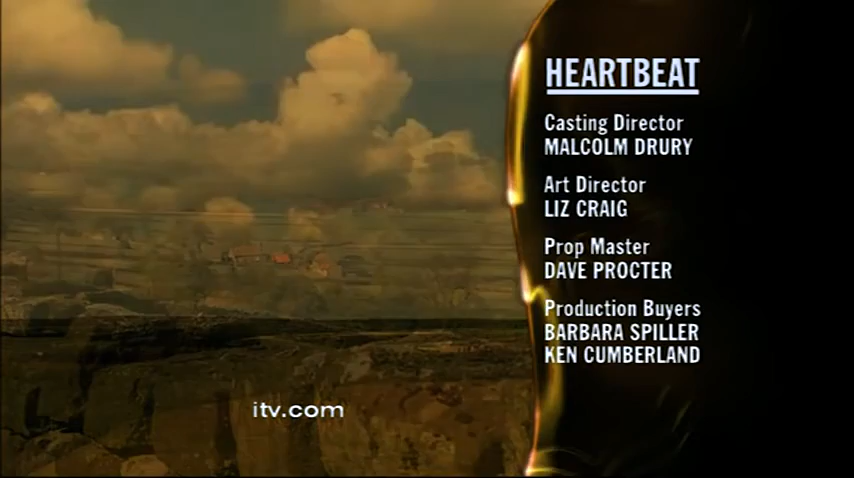 HEARTBEAT
Casting Director
MALCOLM DRURY
Art Director
LIZ CRAIG
Prop Master
DAVE PROCTER
Production Buyers
BARBARA SPILLER
KEN CUMBERLAND
itv.com